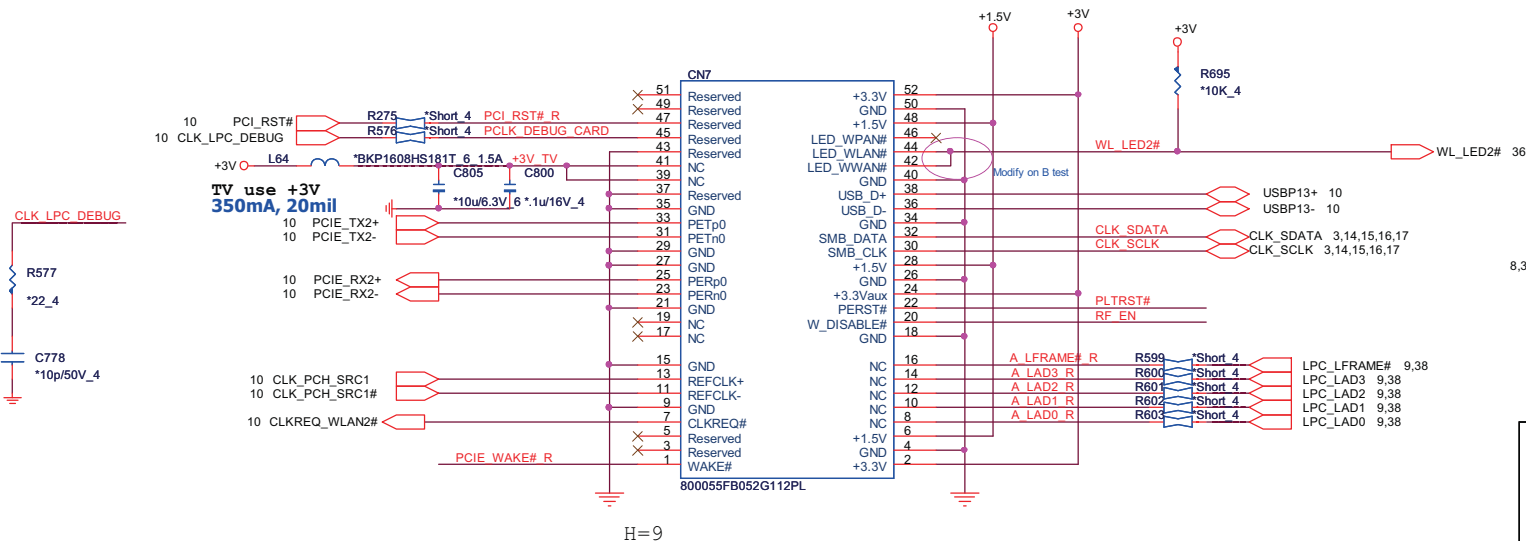 +1.5V
+3V
+3V
CN7
R695
*10K_4
51 Reserved +3.3V 52
49 Reserved GND 50
10 PCI_RST# R275 *Short_4 PCI_RST#_R 47 Reserved +1.5V 48
10 CLK_LPC_DEBUG R576 *Short_4 PCLK_DEBUG_CARD 45 Reserved LED_WPAN# 46
43 Reserved LED_WLAN# 44 WL_LED2# WL_LED2# 36
+3V L64 *BKP1608HS181T_6_1.5A +3V_TV 41 NC LED_WWAN# 42
C805 C800 39 NC GND 40 Modify on B test
TV use +3V
350mA, 20mil
*10u/6.3V_6 *.1u/16V_4
37 Reserved USB_D+ 38 USBP13+ 10
35 GND USB_D- 36 USBP13- 10
10 PCIE_TX2+ 33 PETp0 GND 34
10 PCIE_TX2- 31 PETn0 SMB_DATA 32 CLK_SDATA CLK_SDATA 3,14,15,16,17
29 GND SMB_CLK 30 CLK_SCLK CLK_SCLK 3,14,15,16,17
27 GND +1.5V 28
10 PCIE_RX2+ 25 PERp0 GND 26
10 PCIE_RX2- 23 PERn0 +3.3Vaux 24
21 GND PERST# 22 PLTRST#
19 NC W_DISABLE# 20 RF_EN
17 NC GND 18
15 GND NC 16 A_LFRAME#_R R599 *Short_4 LPC_LFRAME# 9,38
10 CLK_PCH_SRC1 13 REFCLK+ NC 14 A_LAD3_R R600 *Short_4 LPC_LAD3 9,38
10 CLK_PCH_SRC1# 11 REFCLK- NC 12 A_LAD2_R R601 *Short_4 LPC_LAD2 9,38
9 GND NC 10 A_LAD1_R R602 *Short_4 LPC_LAD1 9,38
10 CLKREQ_WLAN2# 7 CLKREQ# NC 8 A_LAD0_R R603 *Short_4 LPC_LAD0 9,38
5 Reserved +1.5V 6
3 Reserved GND 4
PCIE_WAKE#_R 1 WAKE# +3.3V 2
800055FB052G112PL
H=9
CLK_LPC_DEBUG
R577
*22_4
C778
*10p/50V_4
8,3